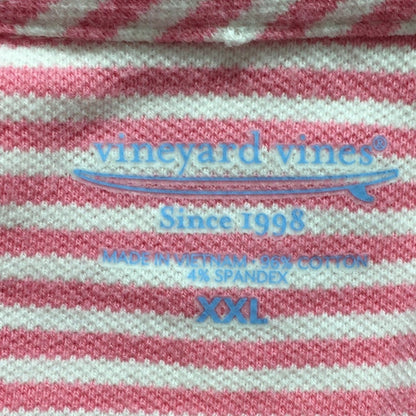 vineyard vines®
Since 1998
MADE IN VIETNAM • 96% COTTON
4% SPANDEX
XXL